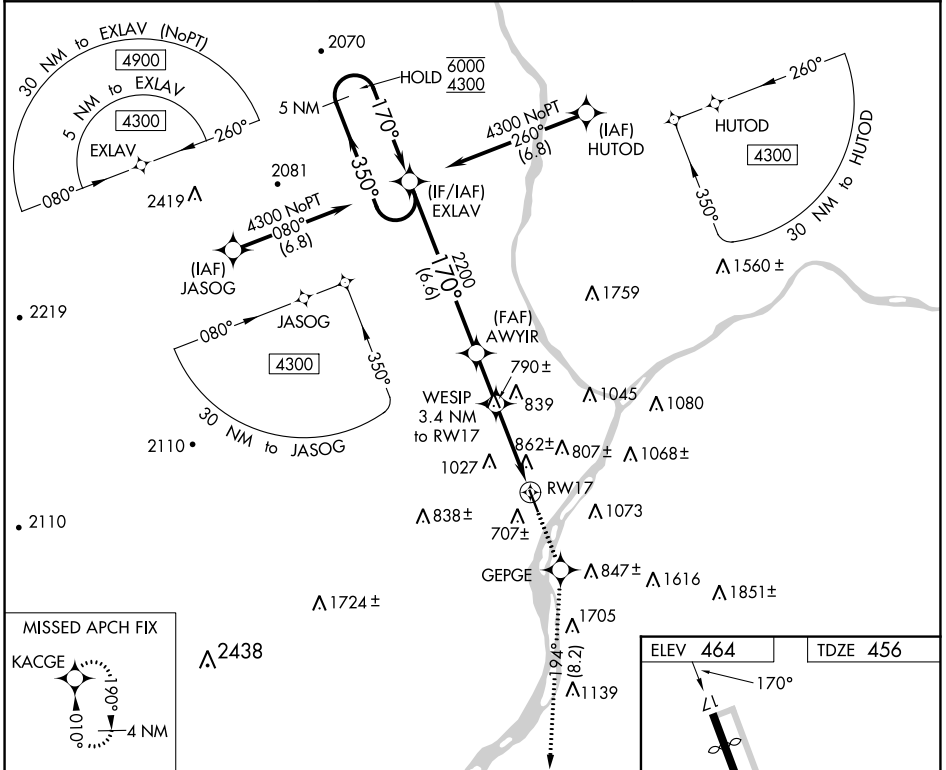 30 NM to EXLAV (NoPT)
4900
5 NM to EXLAV
4300
EXLAV
080°
260°
2419
2070
2081
HOLD 6000
4300
5 NM
170°
350°
4300 NoPT
260°
(6.8)
(IAF)
HUTOD
(IF/IAF)
EXLAV
4300 NoPT
080°
(6.8)
(IAF)
JASOG
260°
HUTOD
4300
350°
30 NM to HUTOD
2200
170°
(6.6)
1560 ±
1759
2219
080°
JASOG
4300
350°
30 NM to JASOG
(FAF)
AWYIR
790 ±
WESIP
3.4 NM
to RW17
839
1045
1080
2110
1027
862±
807±
1068±
RW17
2110
838±
707±
1073
GEPGE
847±
1616
1851±
1724 ±
1705
2438
194°
(8.2)
1139
MISSED APCH FIX
KACGE
190°
010°
4 NM
ELEV 464
TDZE 456
170°
17